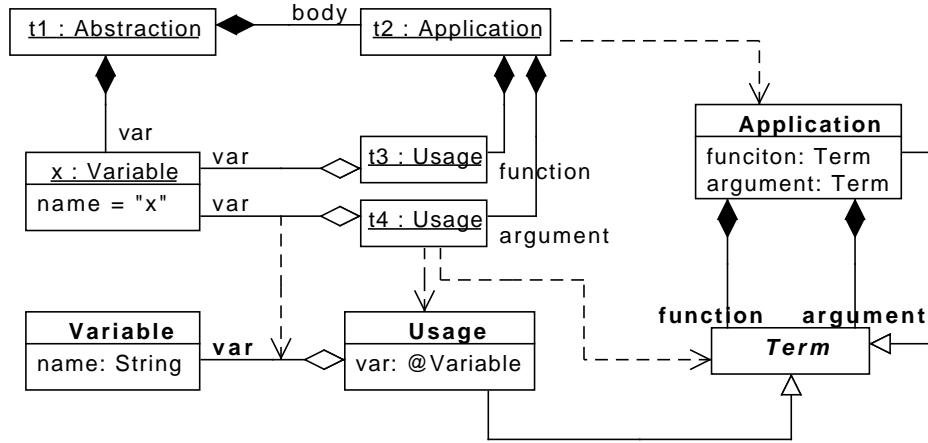 body
t1 : Abstraction
t2 : Application
var
Application
funciton: Term
argument: Term
var
t3 : Usage
function
x : Variable
name = "x"
var
t4 : Usage
argument
function
argument
Variable
name: String
var
Usage
var: @Variable
Term